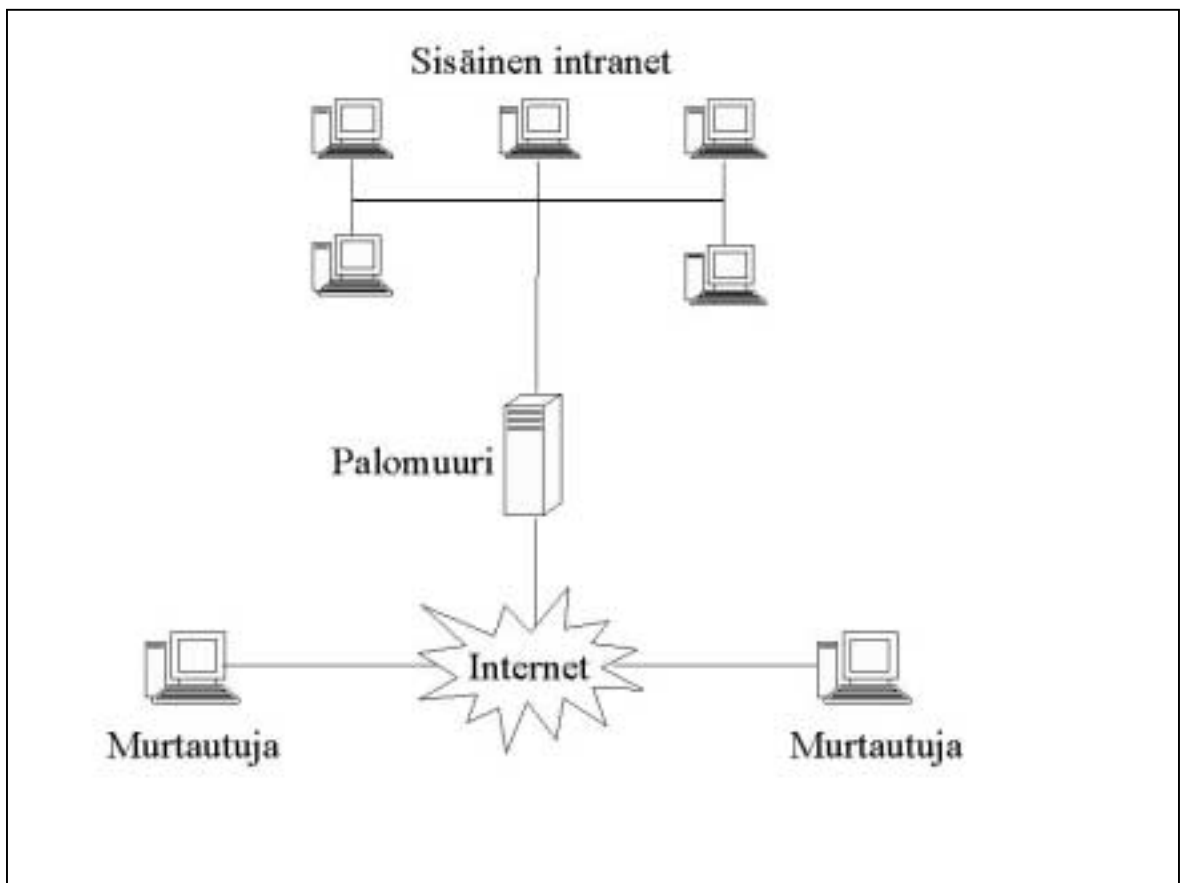 Sisäinen intranet
Palomuuri
Internet
Murtautuja
Murtautuja